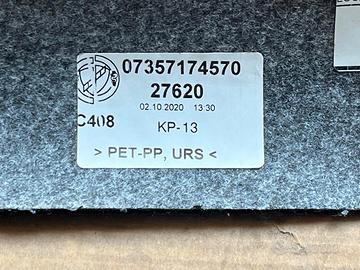 07357174570
27620
02.10.2020 13:30
C408
KP-13
> PET-PP, URS <